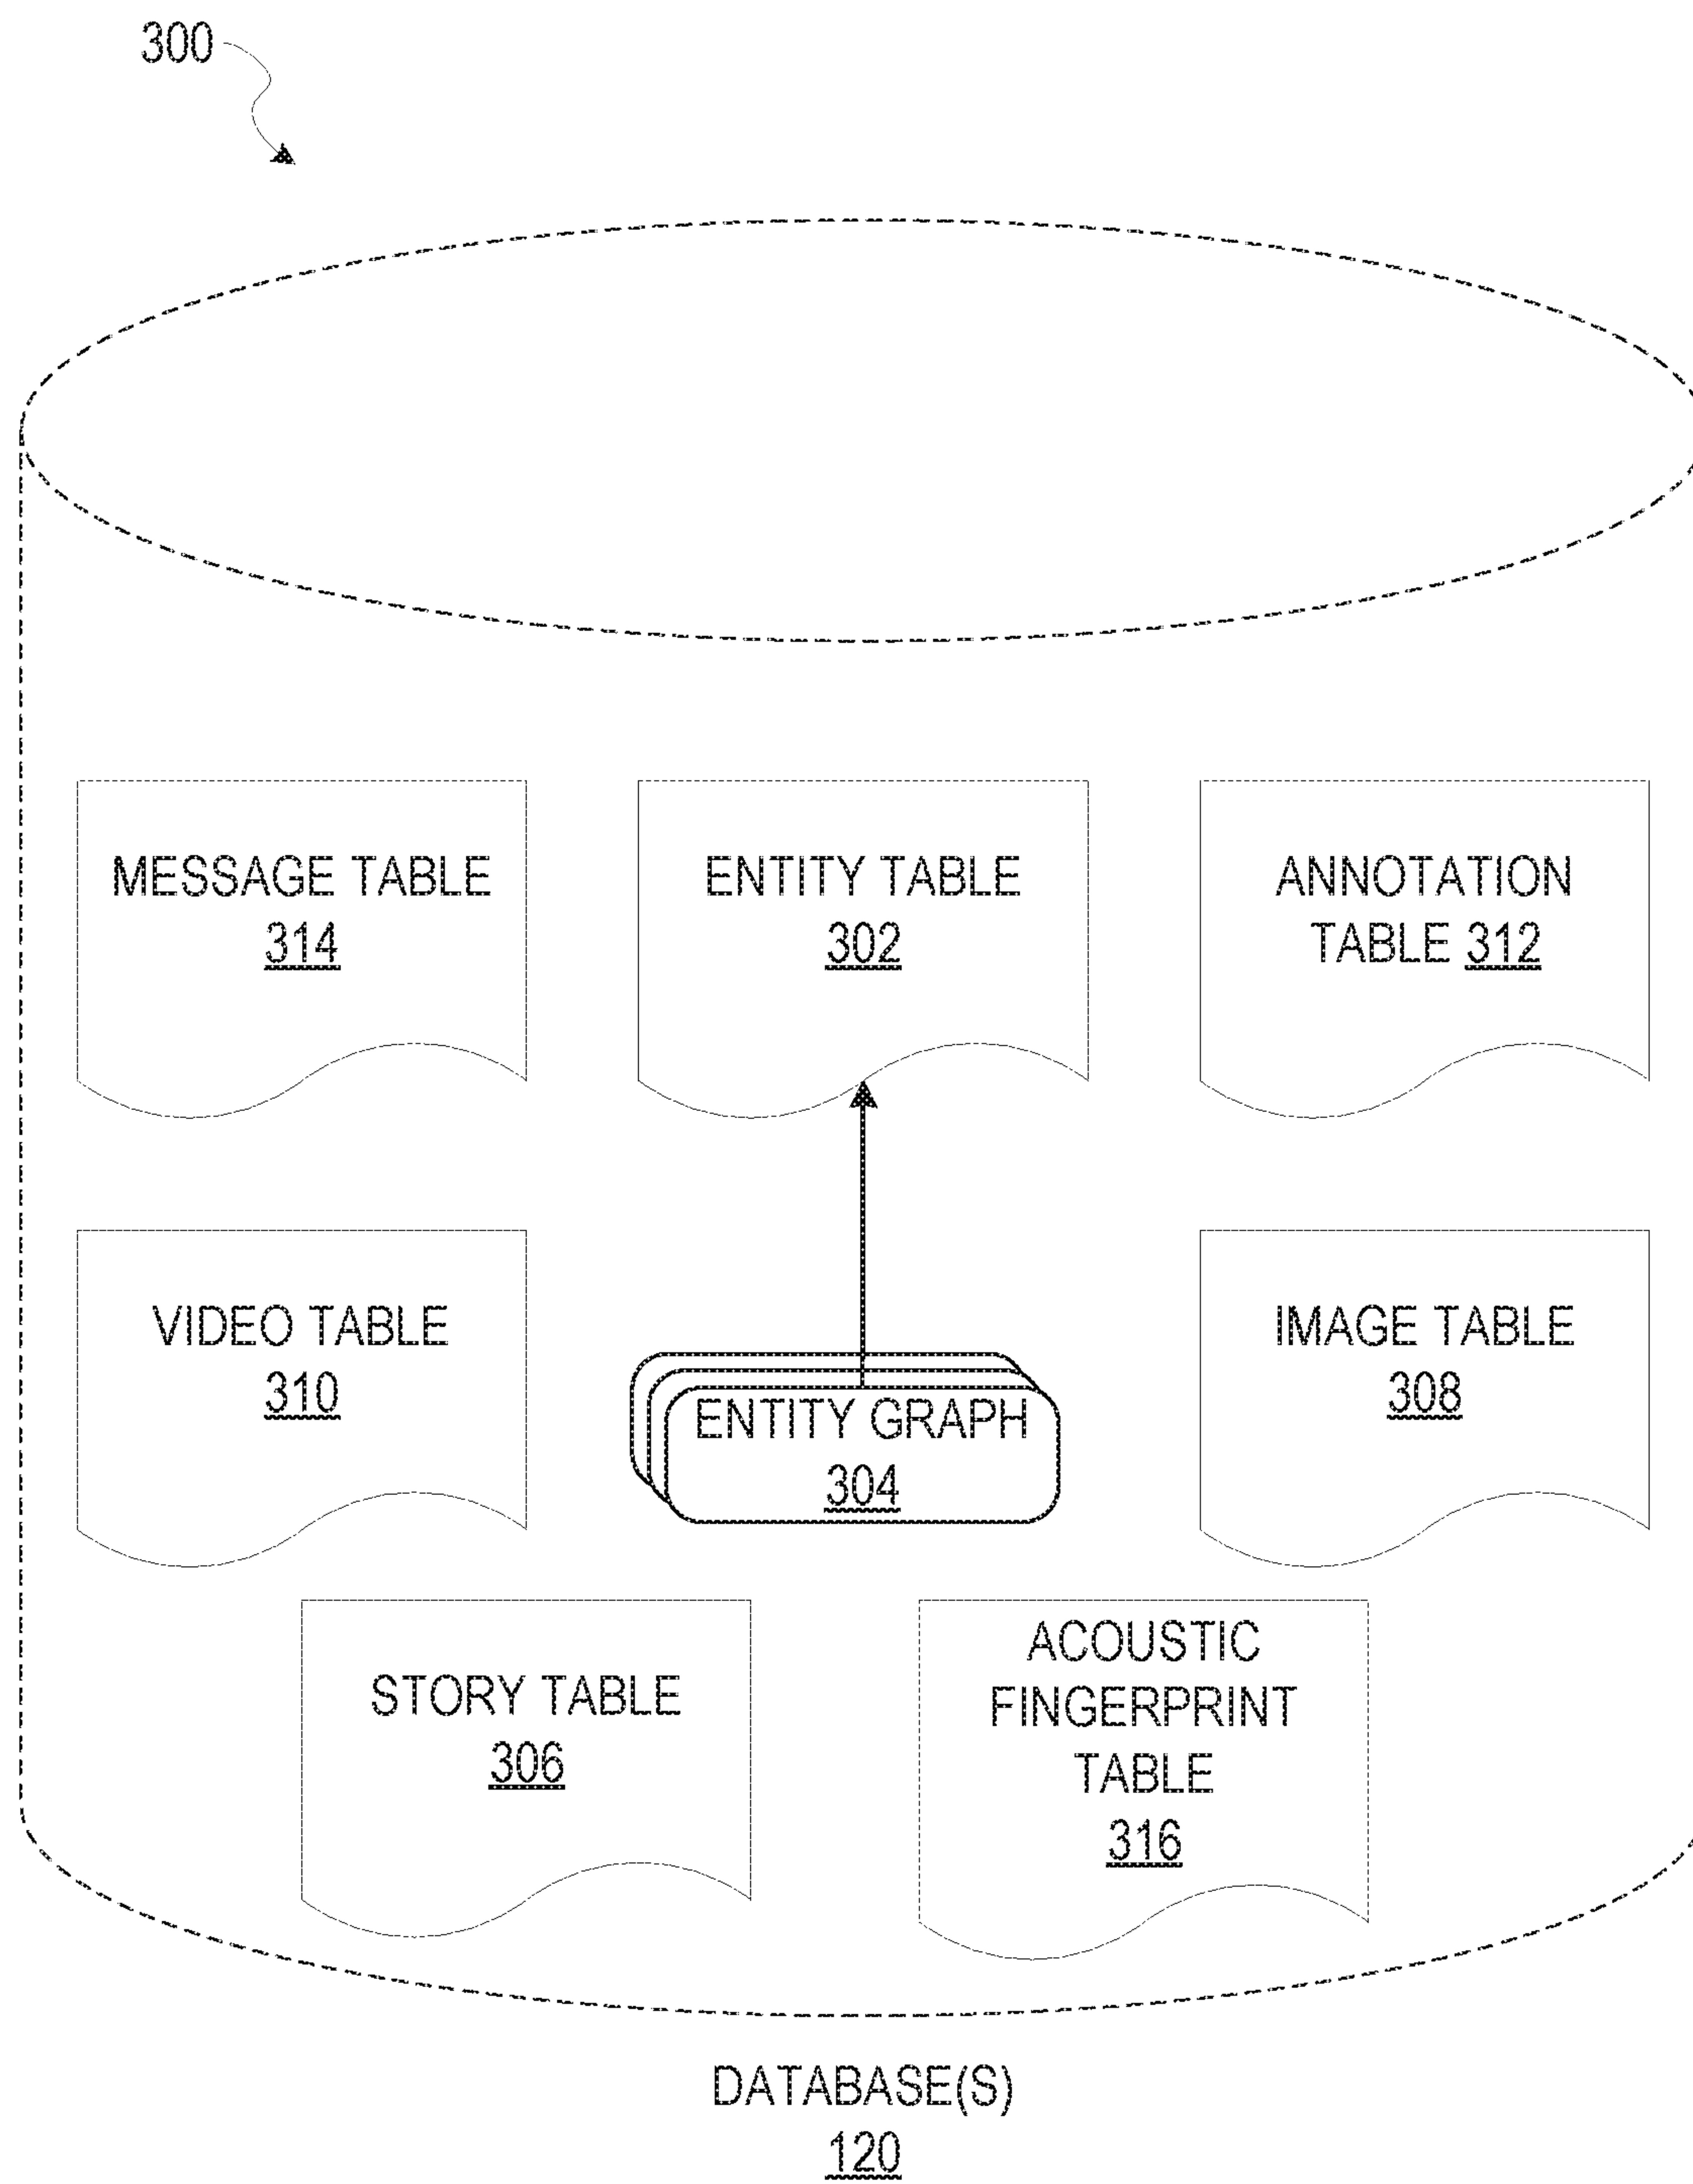 300
MESSAGE TABLE
314
ENTITY TABLE
302
ANNOTATION
TABLE 312
VIDEO TABLE
310
ENTITY GRAPH
304
IMAGE TABLE
308
STORY TABLE
306
ACOUSTIC
FINGERPRINT
TABLE
316
DATABASE(S)
120